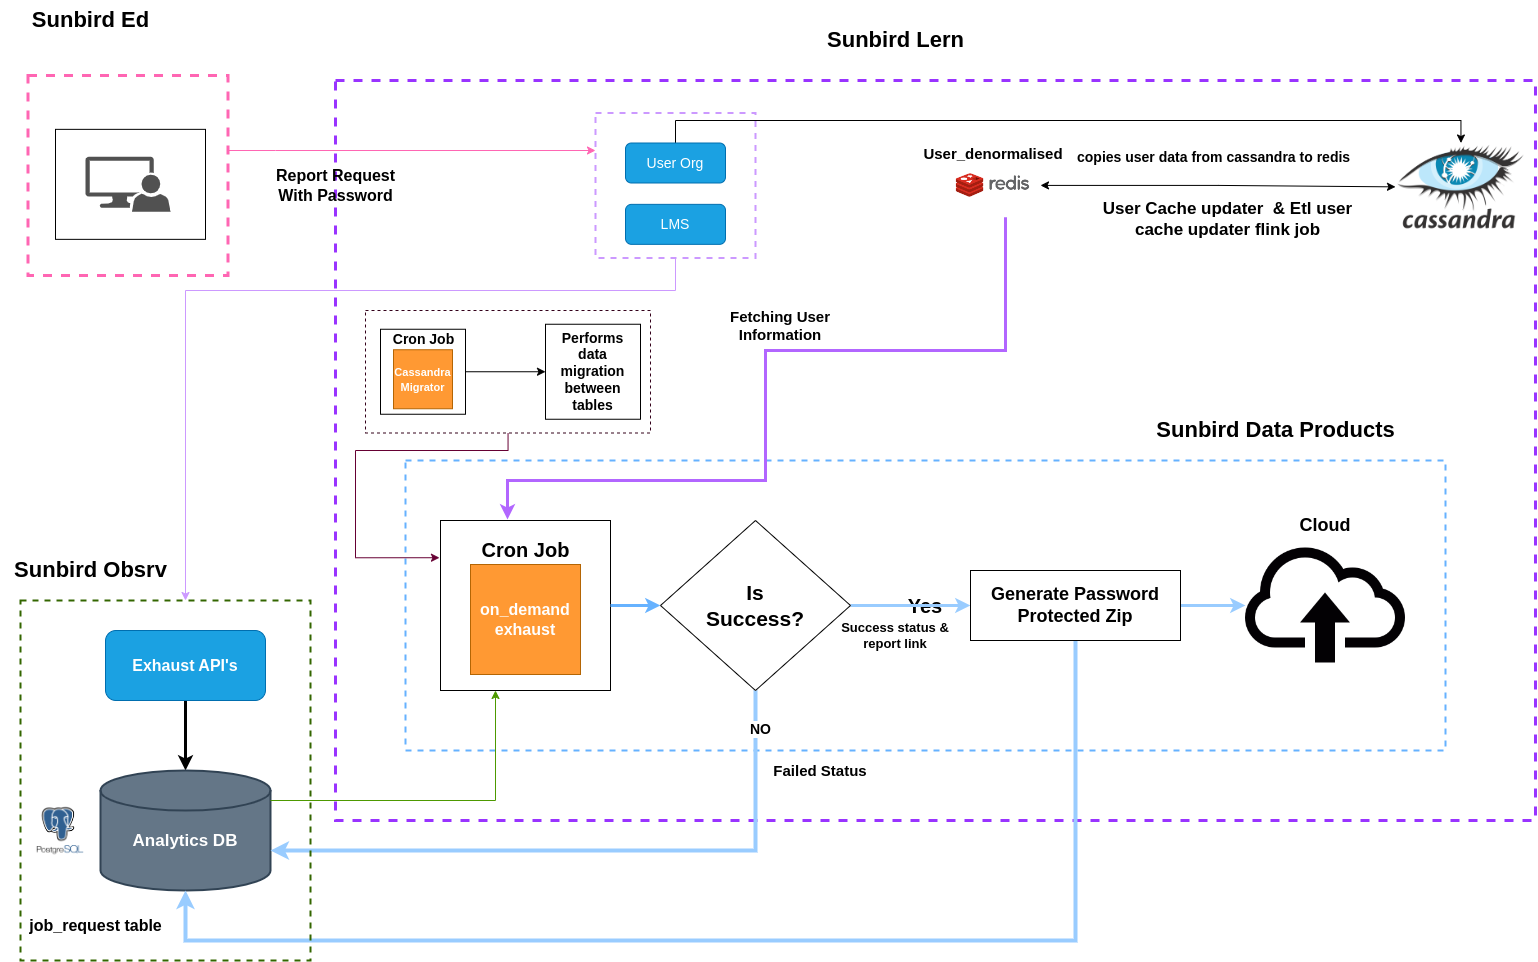 Sunbird Ed
Sunbird Lern
Report Request
With Password
User Org
LMS
User_denormalised
redis
copies user data from cassandra to redis
User Cache updater & Etl user
cache updater flink job
cassandra
Fetching User
Information
Cron Job
Cassandra
Migrator
Performs
data
migration
between
tables
Sunbird Data Products
Cron Job
on_demand
exhaust
Is
Success?
Yes
Success status &
report link
Generate Password
Protected Zip
Cloud
NO
Failed Status
Sunbird Obsrv
Exhaust API's
Analytics DB
PostgreSQL
job_request table